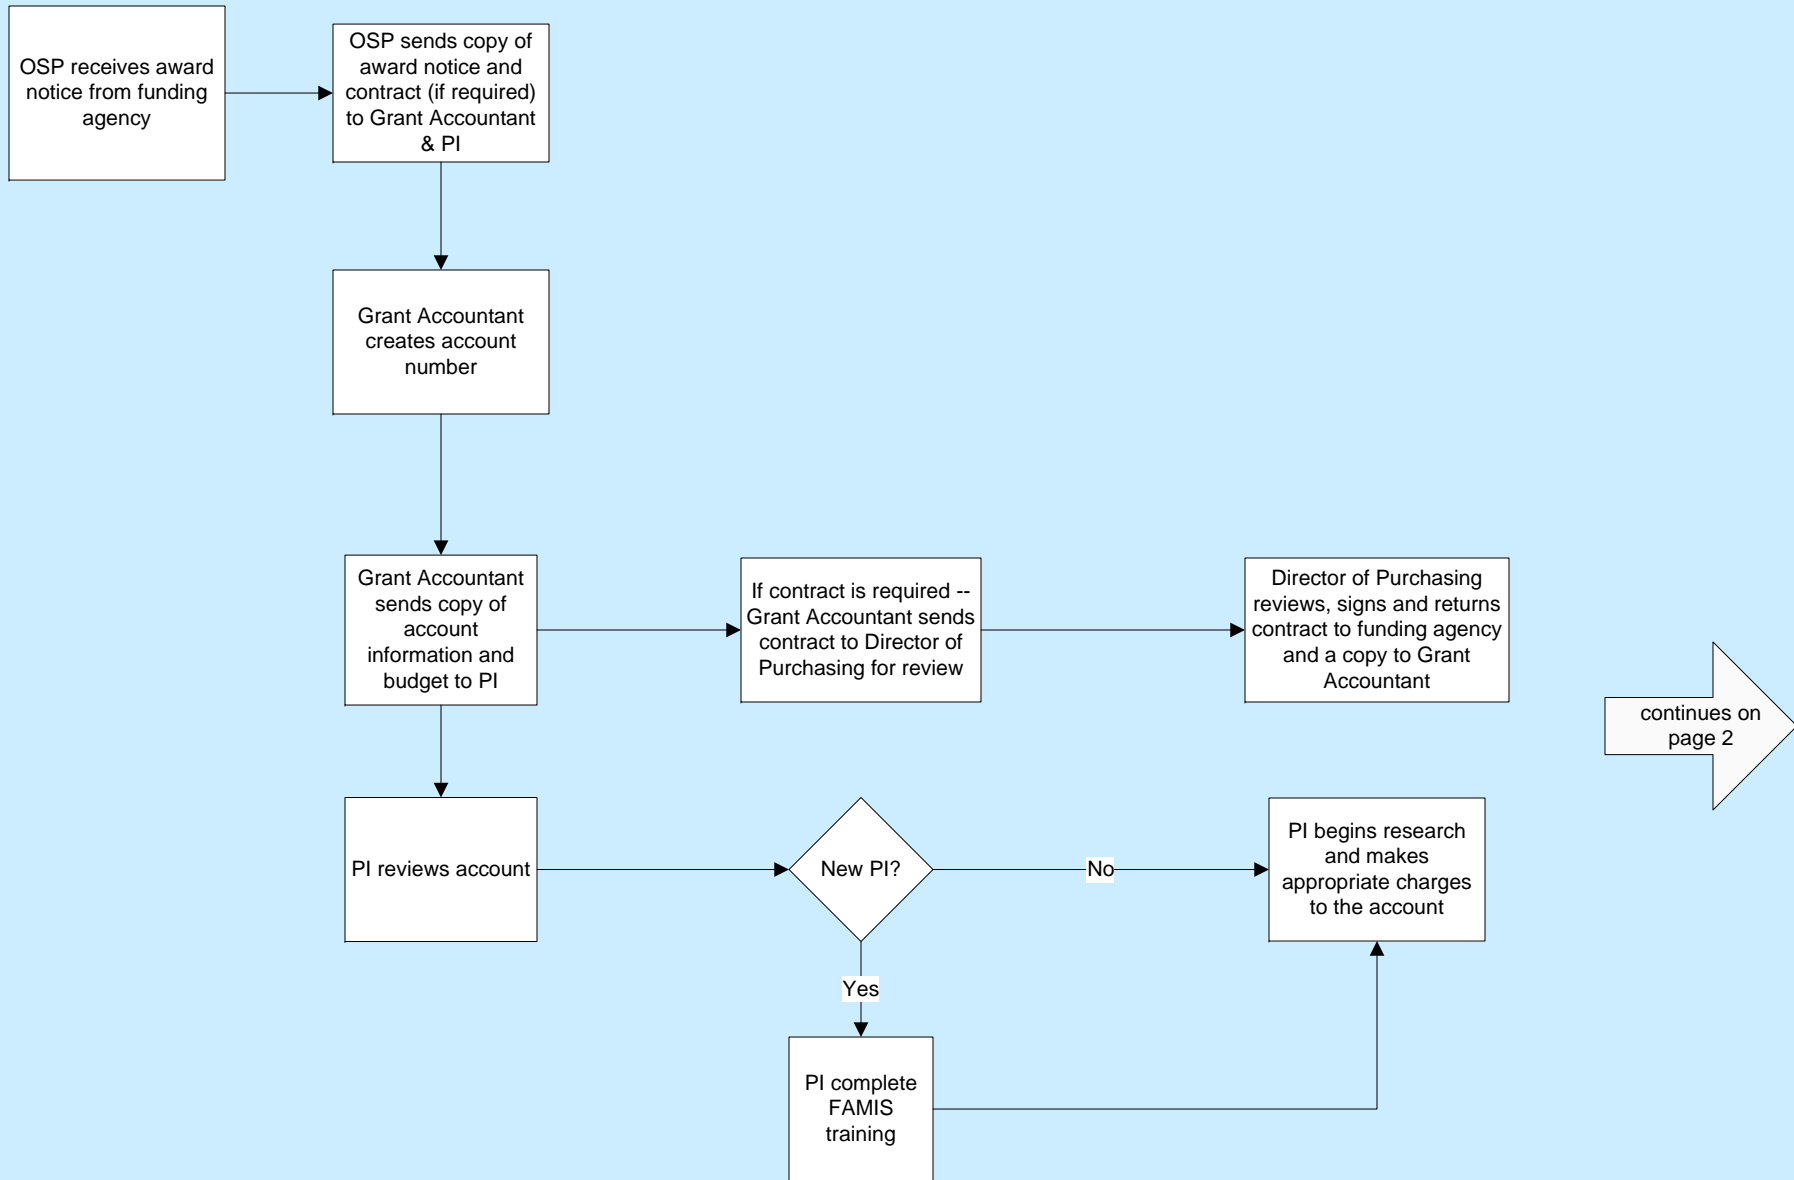 OSP receives award
notice from funding
agency
OSP sends copy of
award notice and
contract (if required)
to Grant Accountant
& PI
Grant Accountant
creates account
number
Grant Accountant
sends copy of
account
information and
budget to PI
If contract is required --
Grant Accountant sends
contract to Director of
Purchasing for review
Director of Purchasing
reviews, signs and returns
contract to funding agency
and a copy to Grant
Accountant
continues on
page 2
PI reviews account
New PI?
No
PI begins research
and makes
appropriate charges
to the account
Yes
PI complete
FAMIS
training